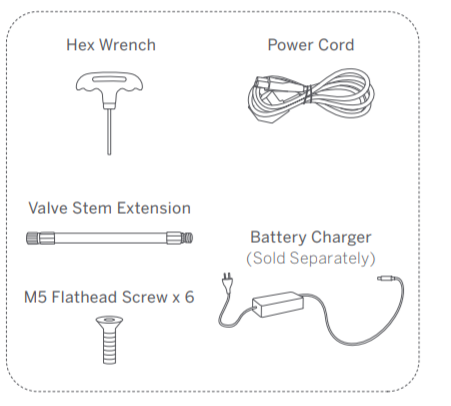 Hex Wrench
Power Cord
Valve Stem Extension
Battery Charger
(Sold Separately)
M5 Flathead Screw x 6